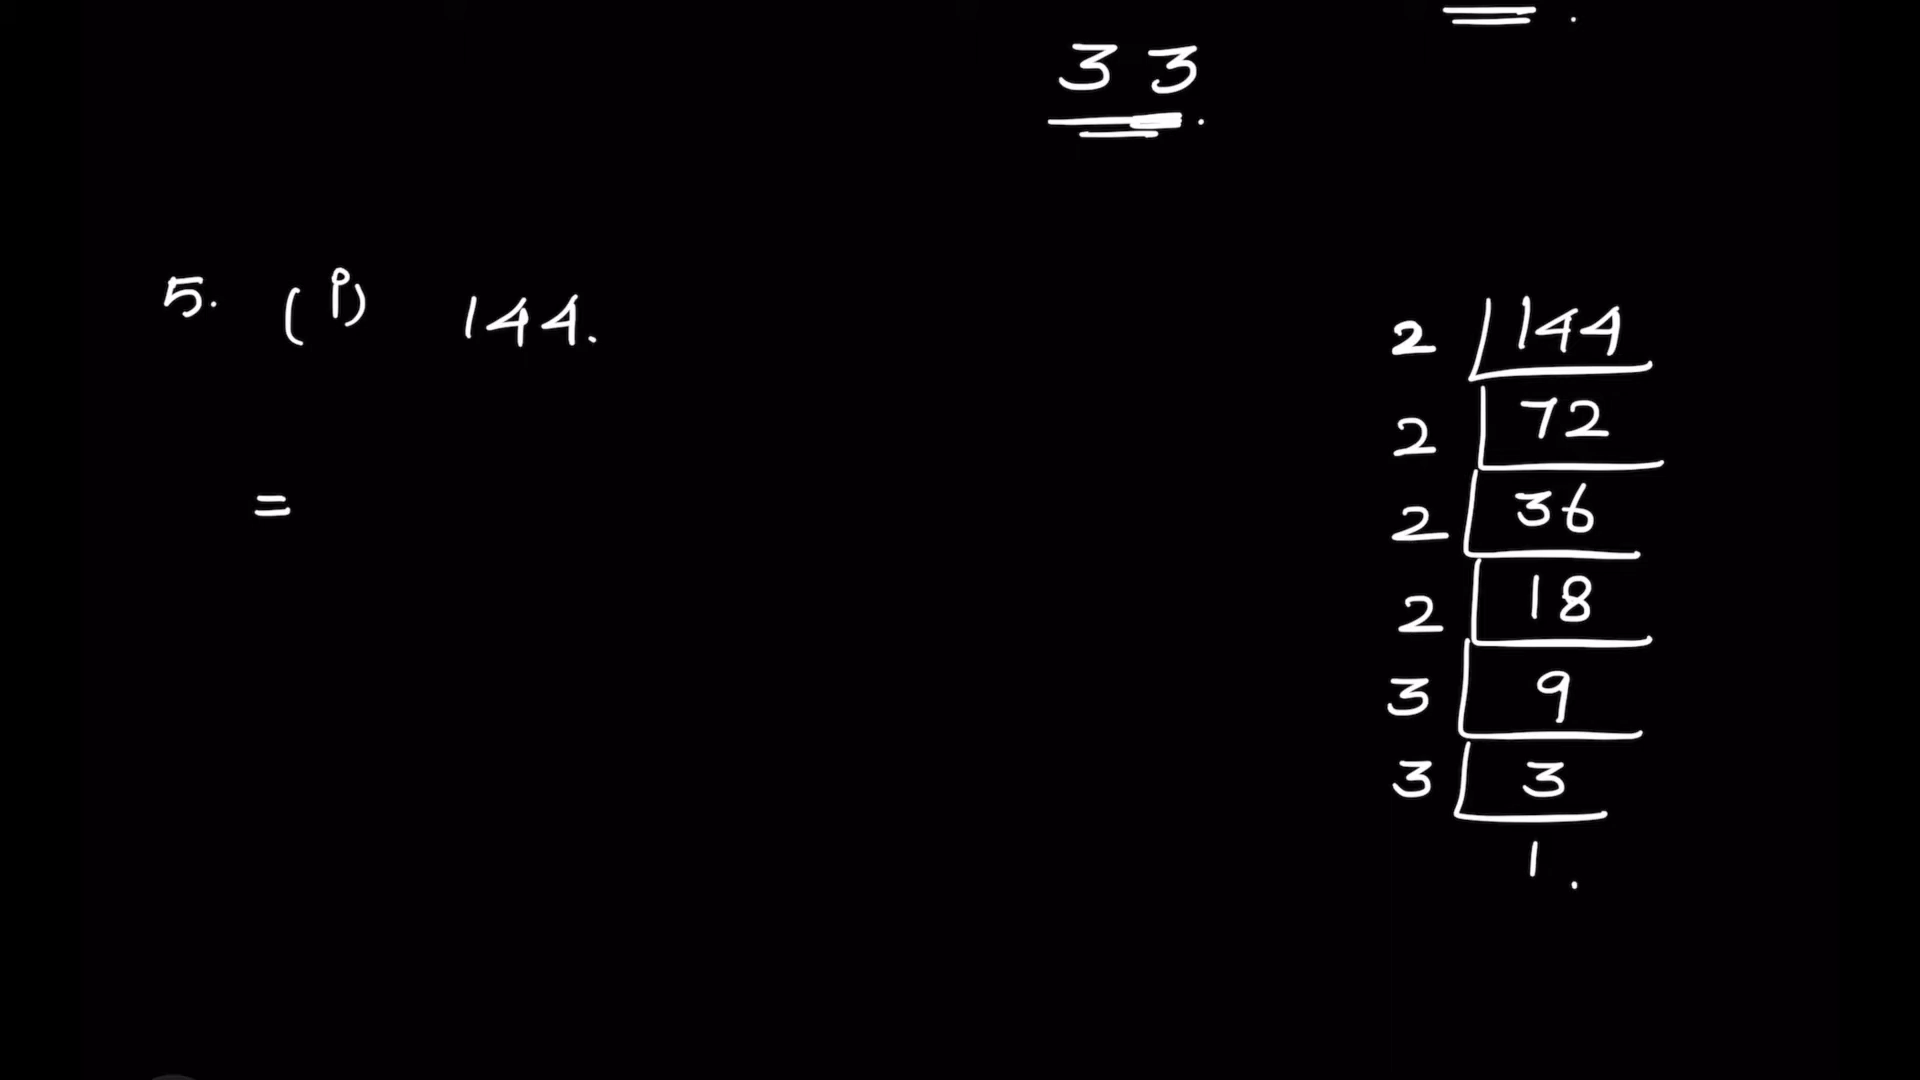 33.
5. (i) 144.
=
2 | 144
2 | 72
2 | 36
2 | 18
3 | 9
3 | 3
1.